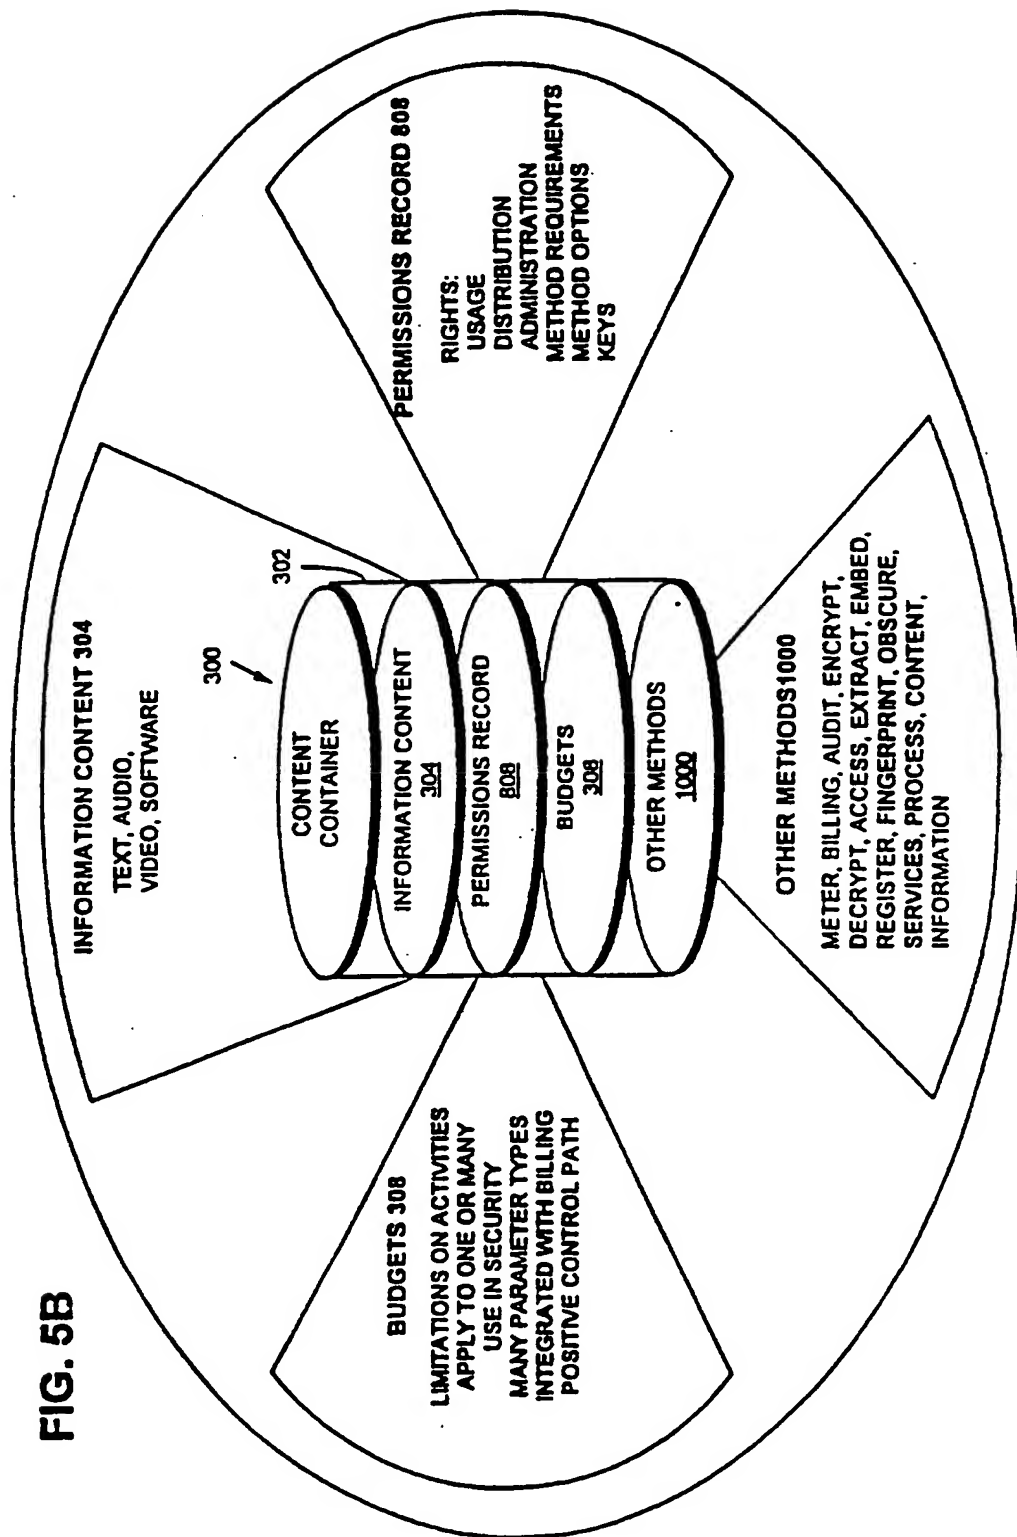 FIG. 5B
INFORMATION CONTENT 304
TEXT, AUDIO,
VIDEO, SOFTWARE
BUDGETS 308
LIMITATIONS ON ACTIVITIES
APPLY TO ONE OR MANY
USE IN SECURITY
MANY PARAMETER TYPES
INTEGRATED WITH BILLING
POSITIVE CONTROL PATH
300
302
CONTENT
CONTAINER
INFORMATION CONTENT
304
PERMISSIONS RECORD
808
BUDGETS
308
OTHER METHODS
1000
PERMISSIONS RECORD 808
RIGHTS:
USAGE
DISTRIBUTION
ADMINISTRATION
METHOD REQUIREMENTS
METHOD OPTIONS
KEYS
OTHER METHODS1000
METER, BILLING, AUDIT, ENCRYPT,
DECRYPT, ACCESS, EXTRACT, EMBED,
REGISTER, FINGERPRINT, OBSCURE,
SERVICES, PROCESS, CONTENT,
INFORMATION